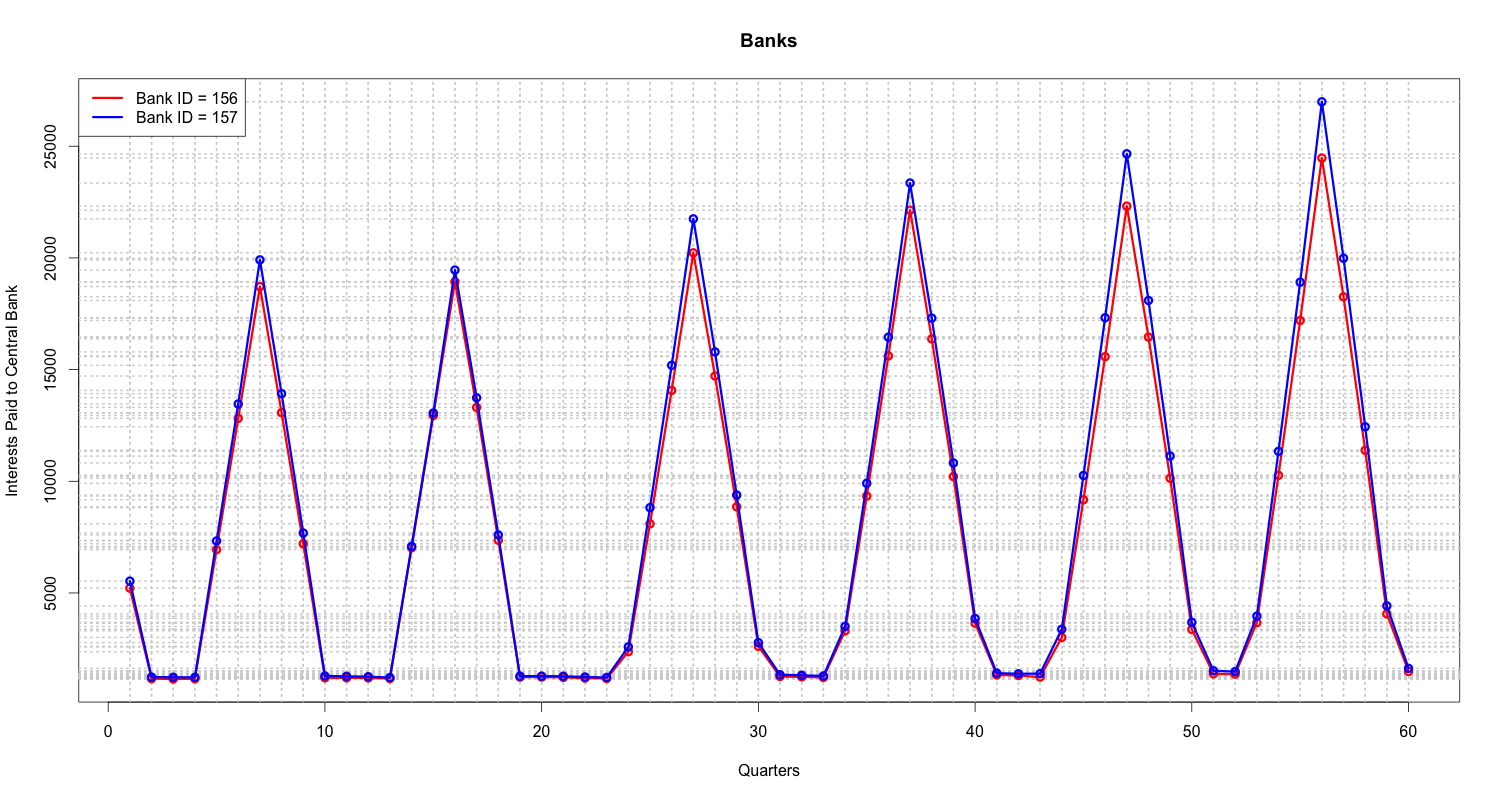 Banks
Bank ID = 156
Bank ID = 157
Interests Paid to Central Bank
25000
20000
15000
10000
5000
0 10 20 30 40 50 60
Quarters